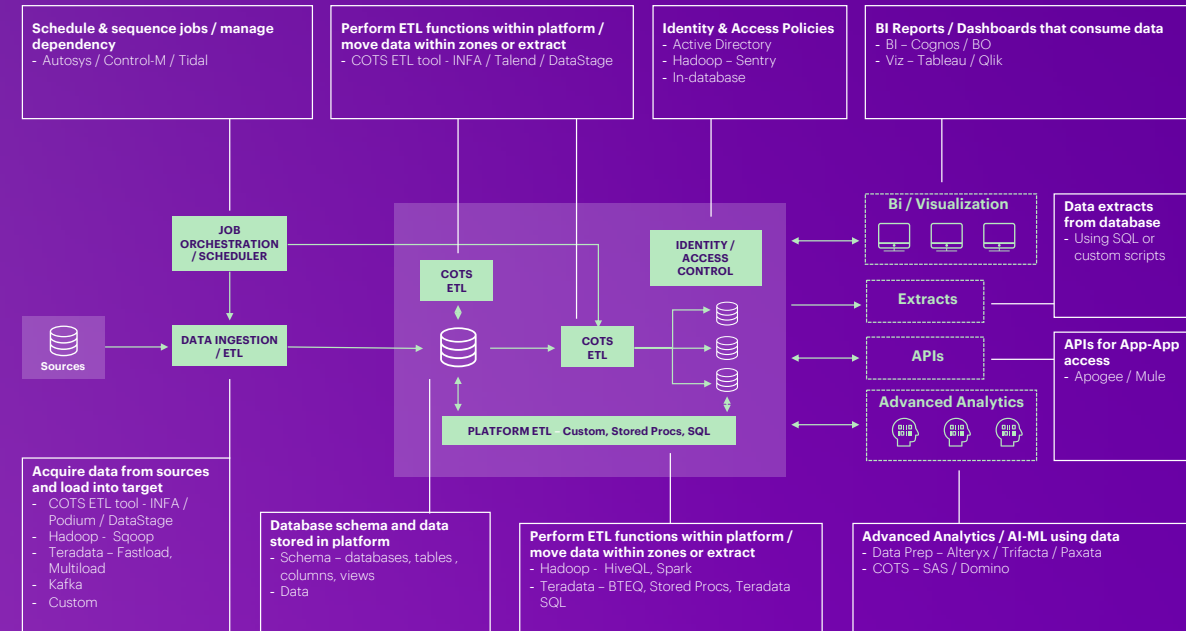 Schedule & sequence jobs / manage
dependency
- Autosys / Control-M / Tidal
Perform ETL functions within platform /
move data within zones or extract
- COTS ETL tool - INFA / Talend / DataStage
Identity & Access Policies
- Active Directory
- Hadoop – Sentry
- In-database
BI Reports / Dashboards that consume data
- BI – Cognos / BO
- Viz – Tableau / Qlik
JOB
ORCHESTRATION
/ SCHEDULER
COTS
ETL
IDENTITY /
ACCESS
CONTROL
Bi / Visualization
Data extracts
from database
- Using SQL or
custom scripts
Extracts
Sources
DATA INGESTION
/ ETL
COTS
ETL
APIs
APIs for App-App
access
- Apogee / Mule
Advanced Analytics
PLATFORM ETL – Custom, Stored Procs, SQL
Acquire data from sources
and load into target
- COTS ETL tool - INFA /
Podium / DataStage
- Hadoop - Sqoop
- Teradata – Fastload,
Multiload
- Kafka
- Custom
Database schema and data
stored in platform
- Schema – databases, tables ,
columns, views
- Data
Perform ETL functions within platform /
move data within zones or extract
- Hadoop - HiveQL, Spark
- Teradata – BTEQ, Stored Procs, Teradata
SQL
Advanced Analytics / AI-ML using data
- Data Prep – Alteryx / Trifacta / Paxata
- COTS – SAS / Domino